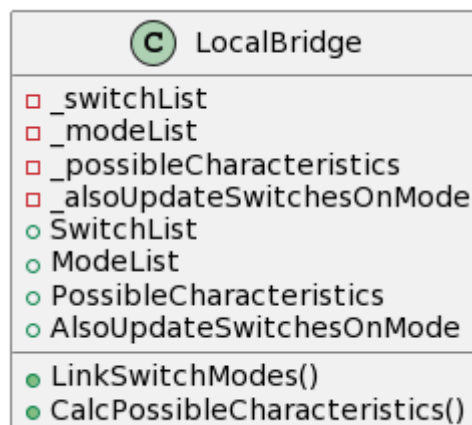 C LocalBridge
_switchList
_modeList
_possibleCharacteristics
_alsoUpdateSwitchesOnMode
SwitchList
ModeList
PossibleCharacteristics
AlsoUpdateSwitchesOnMode
LinkSwitchModes()
CalcPossibleCharacteristics()